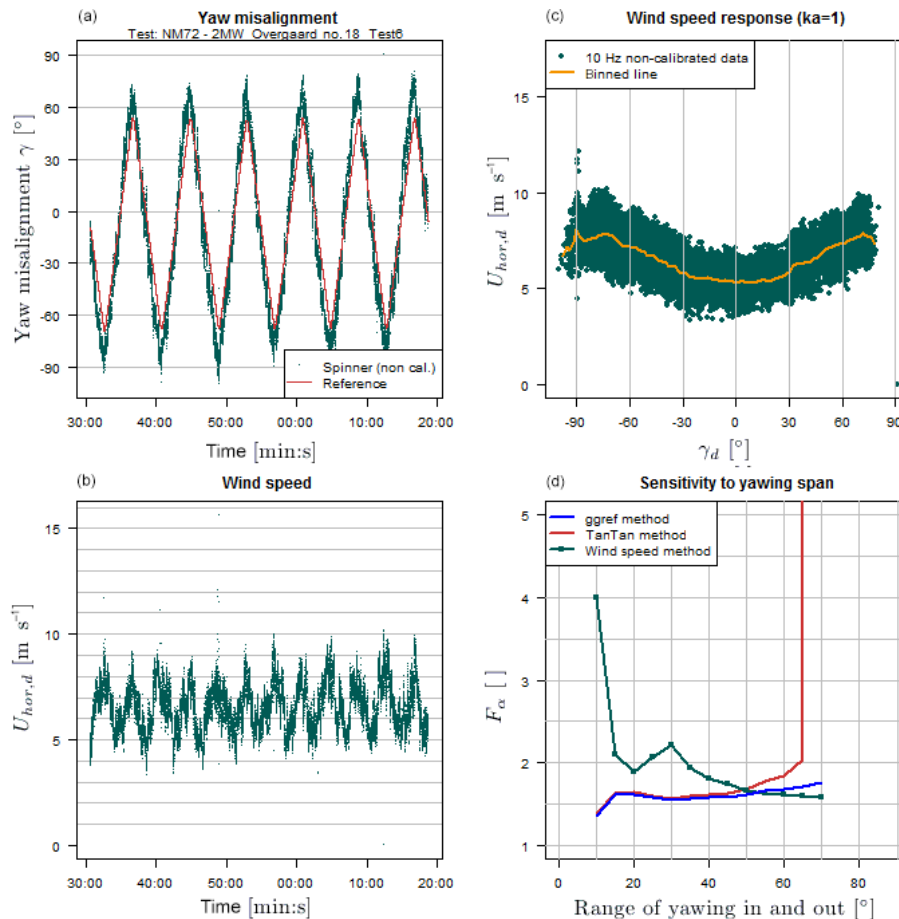 (a)
Yaw misalignment
Test: NM72 - 2MW Overgaard no.18 Test6
Yaw misalignment γ [°]
90
60
30
0
-30
-60
-90
Spinner (non cal.)
Reference
30:00 40:00 50:00 00:00 10:00 20:00
Time [min:s]
(c)
Wind speed response (ka=1)
10 Hz non-calibrated data
Binned line
U_{hor,d} [m s⁻¹]
15
10
5
0
-90 -60 -30 0 30 60 90
γ_d [°]
(b)
Wind speed
U_{hor,d} [m s⁻¹]
15
10
5
0
30:00 40:00 50:00 00:00 10:00 20:00
Time [min:s]
(d)
Sensitivity to yawing span
ggref method
TanTan method
Wind speed method
F_α [ ]
5
4
3
2
1
0 20 40 60 80
Range of yawing in and out [°]